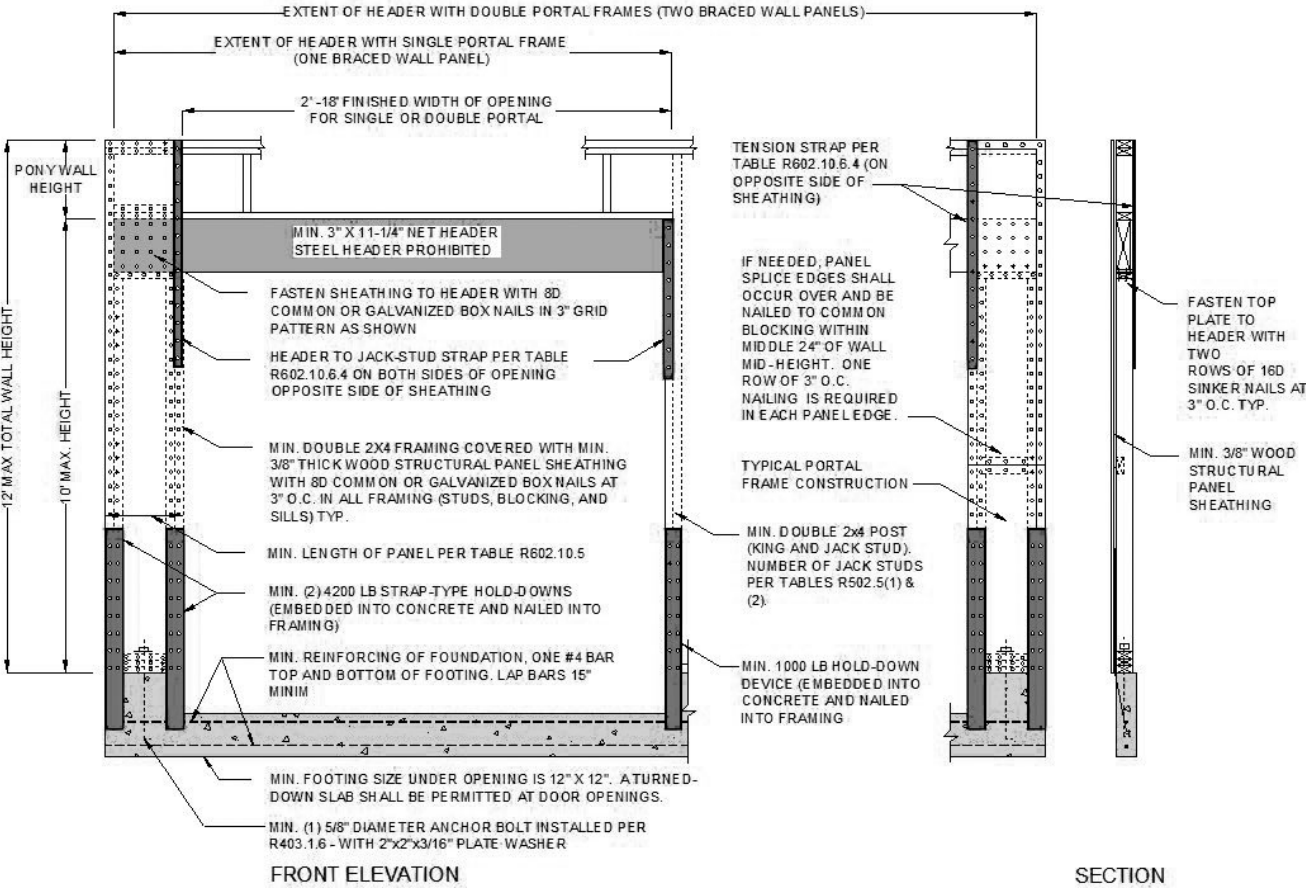 EXTENT OF HEADER WITH DOUBLE PORTAL FRAMES (TWO BRACED WALL PANELS)
EXTENT OF HEADER WITH SINGLE PORTAL FRAME
(ONE BRACED WALL PANEL)
2' -18' FINISHED WIDTH OF OPENING
FOR SINGLE OR DOUBLE PORTAL
PONY WALL
HEIGHT
12' MAX TOTAL WALL HEIGHT
10' MAX. HEIGHT
MIN. 3" X 11-1/4" NET HEADER
STEEL HEADER PROHIBITED
FASTEN SHEATHING TO HEADER WITH 8D
COMMON OR GALVANIZED BOX NAILS IN 3" GRID
PATTERN AS SHOWN
HEADER TO JACK-STUD STRAP PER TABLE
R602.10.6.4 ON BOTH SIDES OF OPENING
OPPOSITE SIDE OF SHEATHING
MIN. DOUBLE 2X4 FRAMING COVERED WITH MIN.
3/8" THICK WOOD STRUCTURAL PANEL SHEATHING
WITH 8D COMMON OR GALVANIZED BOX NAILS AT
3" O.C. IN ALL FRAMING (STUDS, BLOCKING, AND
SILLS) TYP.
MIN. LENGTH OF PANEL PER TABLE R602.10.5
MIN. (2) 4200 LB STRAP-TYPE HOLD-DOWNS
(EMBEDDED INTO CONCRETE AND NAILED INTO
FRAMING)
MIN. REINFORCING OF FOUNDATION, ONE #4 BAR
TOP AND BOTTOM OF FOOTING. LAP BARS 15"
MINIM
MIN. FOOTING SIZE UNDER OPENING IS 12" X 12". A TURNED-
DOWN SLAB SHALL BE PERMITTED AT DOOR OPENINGS.
MIN. (1) 5/8" DIAMETER ANCHOR BOLT INSTALLED PER
R403.1.6 - WITH 2"x2"x3/16" PLATE WASHER
FRONT ELEVATION
TENSION STRAP PER
TABLE R602.10.6.4 (ON
OPPOSITE SIDE OF
SHEATHING)
IF NEEDED, PANEL
SPLICE EDGES SHALL
OCCUR OVER AND BE
NAILED TO COMMON
BLOCKING WITHIN
MIDDLE 24" OF WALL
MID-HEIGHT. ONE
ROW OF 3" O.C.
NAILING IS REQUIRED
IN EACH PANEL EDGE.
TYPICAL PORTAL
FRAME CONSTRUCTION
MIN. DOUBLE 2x4 POST
(KING AND JACK STUD).
NUMBER OF JACK STUDS
PER TABLES R502.5(1) &
(2).
MIN. 1000 LB HOLD-DOWN
DEVICE (EMBEDDED INTO
CONCRETE AND NAILED
INTO FRAMING
FASTEN TOP
PLATE TO
HEADER WITH
TWO
ROWS OF 16D
SINKER NAILS AT
3" O.C. TYP.
MIN. 3/8" WOOD
STRUCTURAL
PANEL
SHEATHING
SECTION